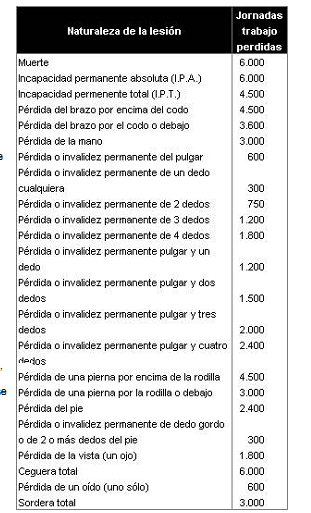 Naturaleza de la lesión
Jornadas
trabajo
perdidas
Muerte 6.000
Incapacidad permanente absoluta (I.P.A.) 6.000
Incapacidad permenente total (I.P.T.) 4.500
Pérdida del brazo por encima del codo 4.500
Pérdida del brazo por el codo o debajo 3.600
Pérdida de la mano 3.000
Pérdida o invalidez permanente del pulgar 600
Pérdida o invalidez permanente de un dedo
cualquiera 300
Pérdida o invalidez permanente de 2 dedos 750
Pérdida o invalidez permanente de 3 dedos 1.200
Pérdida o invalidez permanente de 4 dedos 1.800
Pérdida o invalidez permanente pulgar y un
dedo 1.200
Pérdida o invalidez permanente pulgar y dos
dedos 1.500
Pérdida o invalidez permanente pulgar y tres
dedos 2.000
Pérdida o invalidez permanente pulgar y cuatro 2.400
dedos
Pérdida de una pierna por encima de la rodilla 4.500
Pérdida de una pierna por la rodilla o debajo 3.000
Pérdida del pie 2.400
Pérdida o invalidez permanente de dedo gordo
o de 2 o más dedos del pie 300
Pérdida de la vista (un ojo) 1.800
Ceguera total 6.000
Pérdida de un oído (uno sólo) 600
Sordera total 3.000